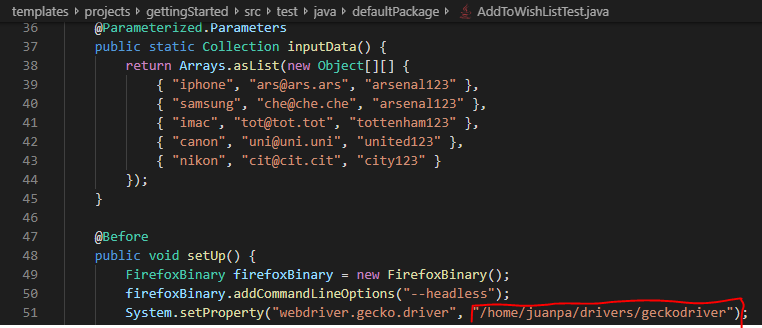 templates > projects > gettingStarted > src > test > java > defaultPackage > AddToWishListTest.java
36 @Parameterized.Parameters
37 public static Collection inputData() {
38 return Arrays.asList(new Object[][] {
39 { "iphone", "ars@ars.ars", "arsenal123" },
40 { "samsung", "che@che.che", "arsenal123" },
41 { "imac", "tot@tot.tot", "tottenham123" },
42 { "canon", "uni@uni.uni", "united123" },
43 { "nikon", "cit@cit.cit", "city123" }
44 });
45 }
46
47 @Before
48 public void setUp() {
49 FirefoxBinary firefoxBinary = new FirefoxBinary();
50 firefoxBinary.addCommandLineOptions("--headless");
51 System.setProperty("webdriver.gecko.driver", "/home/juanpa/drivers/geckodriver");